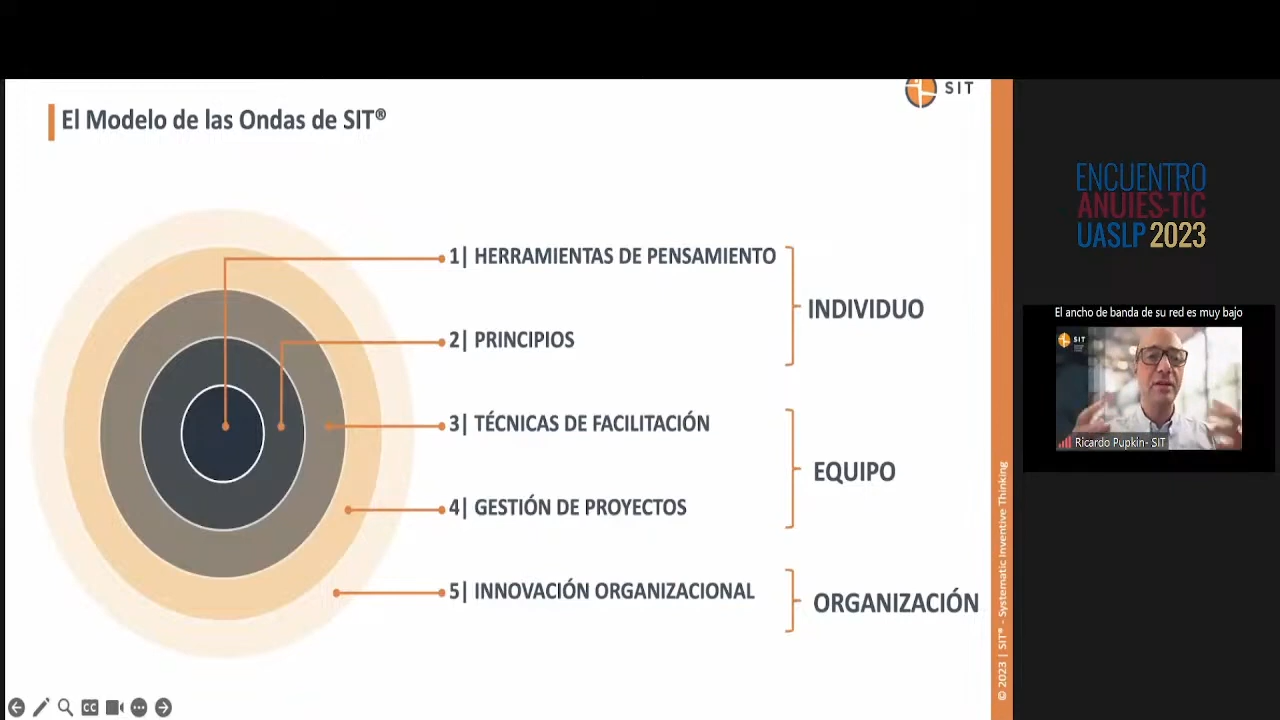 SIT
El Modelo de las Ondas de SIT®
1| HERRAMIENTAS DE PENSAMIENTO
INDIVIDUO
2| PRINCIPIOS
3| TÉCNICAS DE FACILITACIÓN
EQUIPO
4| GESTIÓN DE PROYECTOS
5| INNOVACIÓN ORGANIZACIONAL
ORGANIZACIÓN
© 2023 | SIT® - Systematic Inventive Thinking
CC
ENCUENTRO
ANUIES-TIC
UASLP 2023
El ancho de banda de su red es muy bajo
SIT
Ricardo Pupkin- SIT